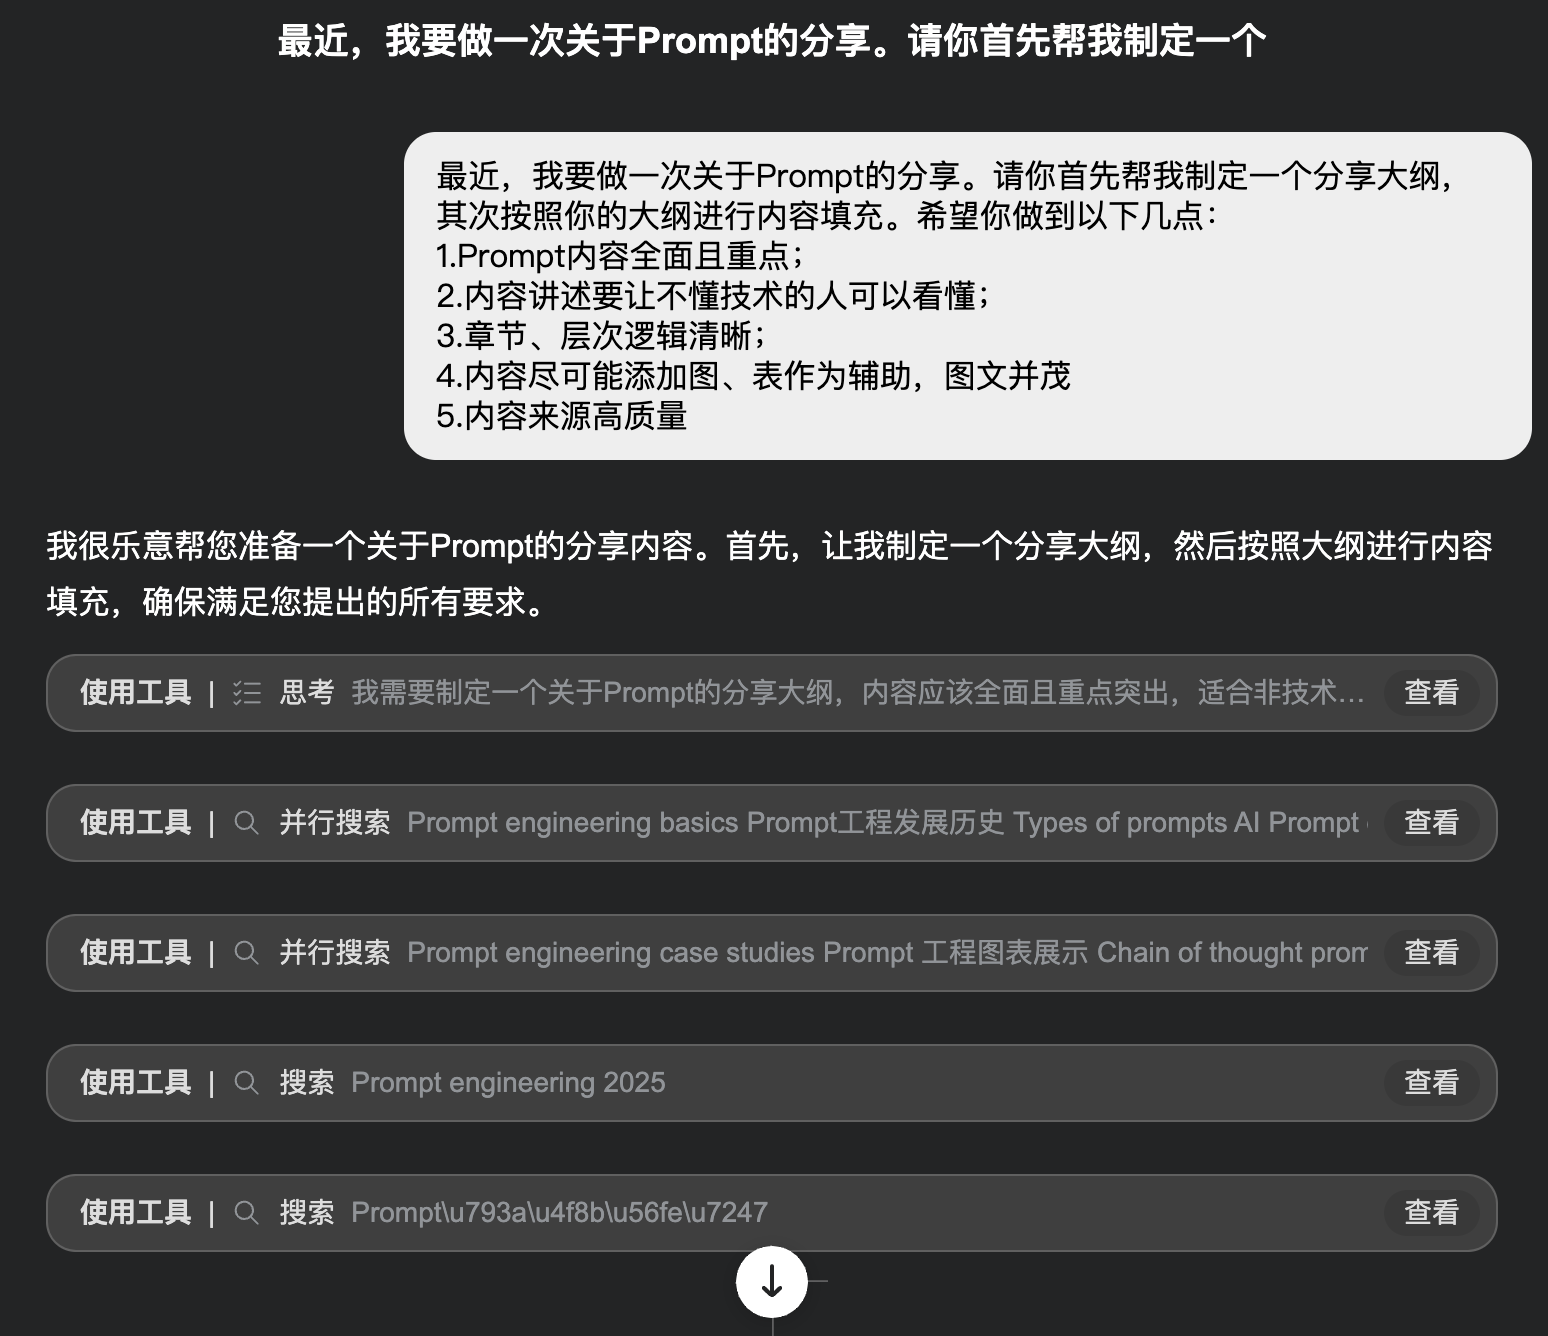 最近，我要做一次关于Prompt的分享。请你首先帮我制定一个
最近，我要做一次关于Prompt的分享。请你首先帮我制定一个分享大纲，
其次按照你的大纲进行内容填充。希望你做到以下几点：
1.Prompt内容全面且重点；
2.内容讲述要让不懂技术的人可以看懂；
3.章节、层次逻辑清晰；
4.内容尽可能添加图、表作为辅助，图文并茂
5.内容来源高质量
我很乐意帮您准备一个关于Prompt的分享内容。首先，让我制定一个分享大纲，然后按照大纲进行内容
填充，确保满足您提出的所有要求。
使用工具 | 思考 我需要制定一个关于Prompt的分享大纲，内容应该全面且重点突出，适合非技术... 查看
使用工具 | 并行搜索 Prompt engineering basics Prompt工程发展历史 Types of prompts AI Prompt 查看
使用工具 | 并行搜索 Prompt engineering case studies Prompt 工程图表展示 Chain of thought prom 查看
使用工具 | 搜索 Prompt engineering 2025 查看
使用工具 | 搜索 Prompt\u793a\u4f8b\u56fe\u7247 查看